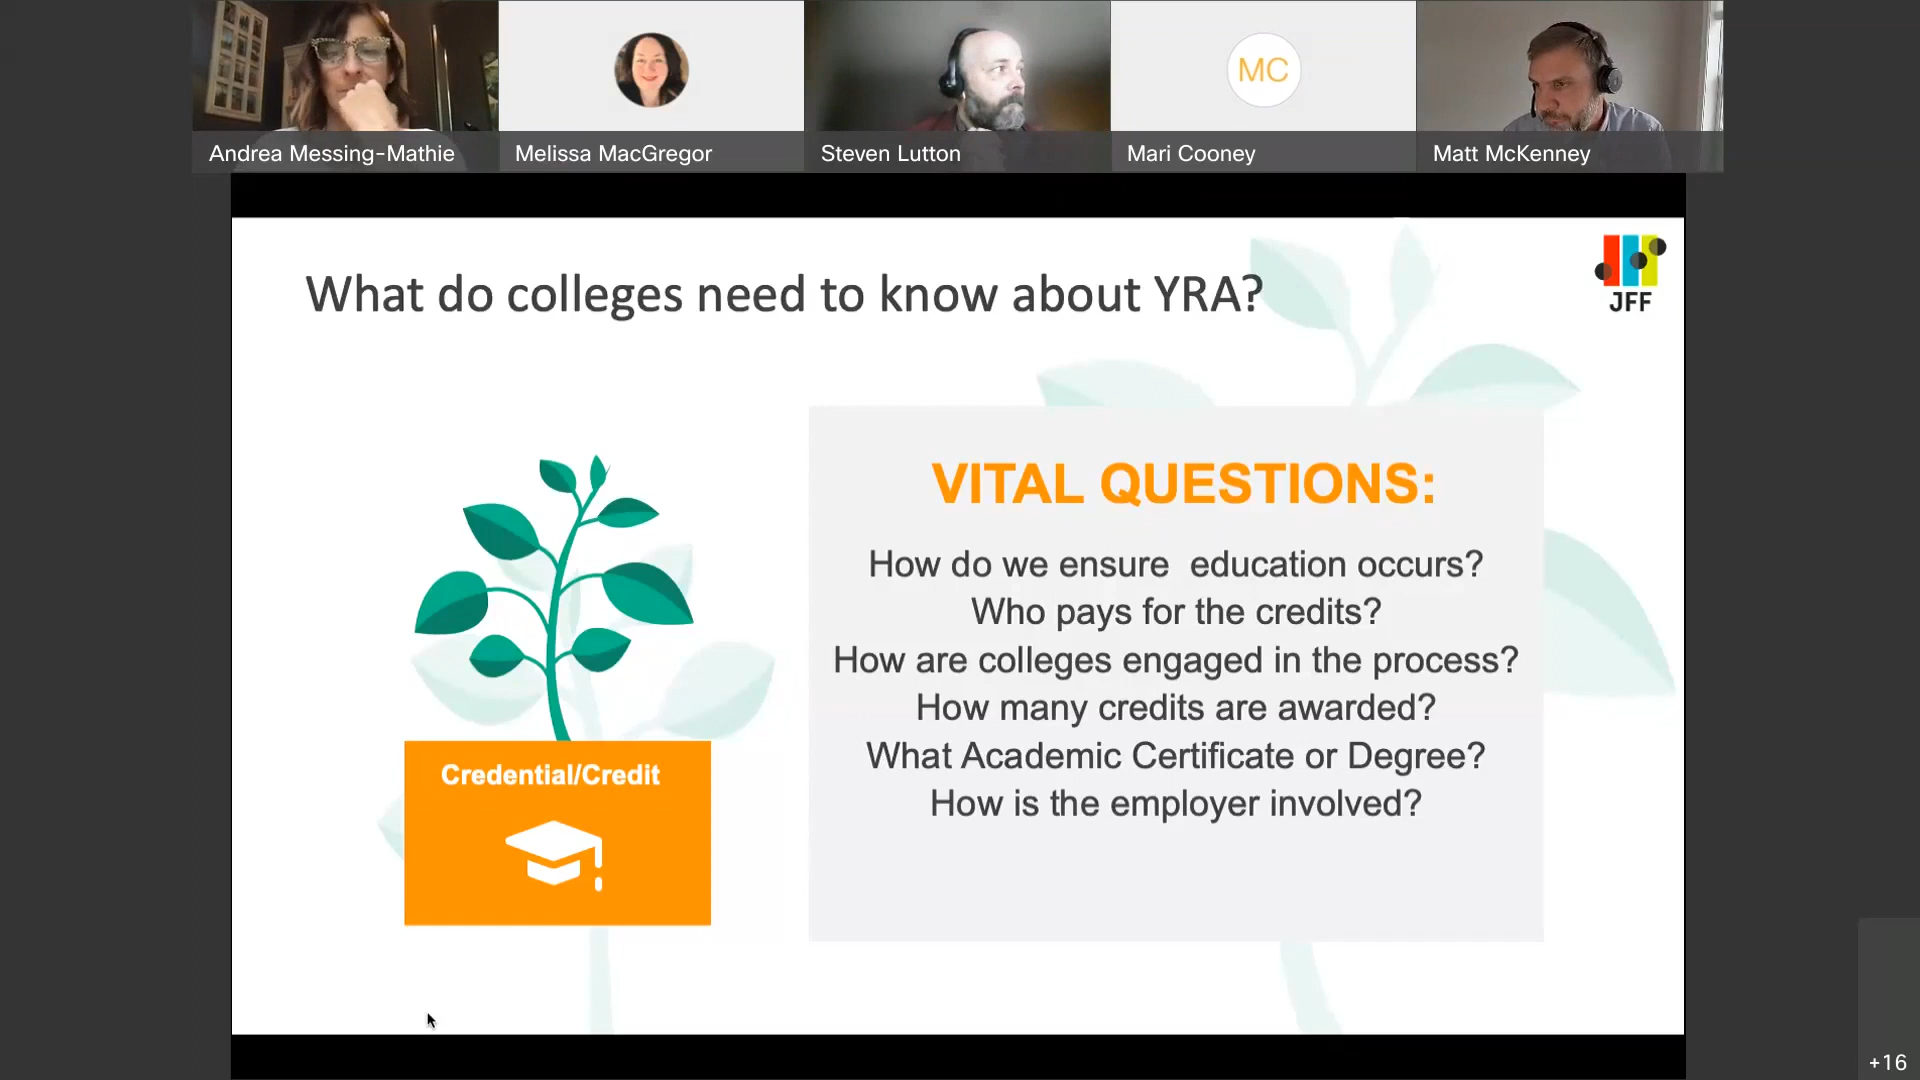 Andrea Messing-Mathie
Melissa MacGregor
Steven Lutton
MC
Mari Cooney
Matt McKenney
What do colleges need to know about YRA?
JFF
VITAL QUESTIONS:
How do we ensure  education occurs?
Who pays for the credits?
How are colleges engaged in the process?
How many credits are awarded?
What Academic Certificate or Degree?
How is the employer involved?
Credential/Credit
+16